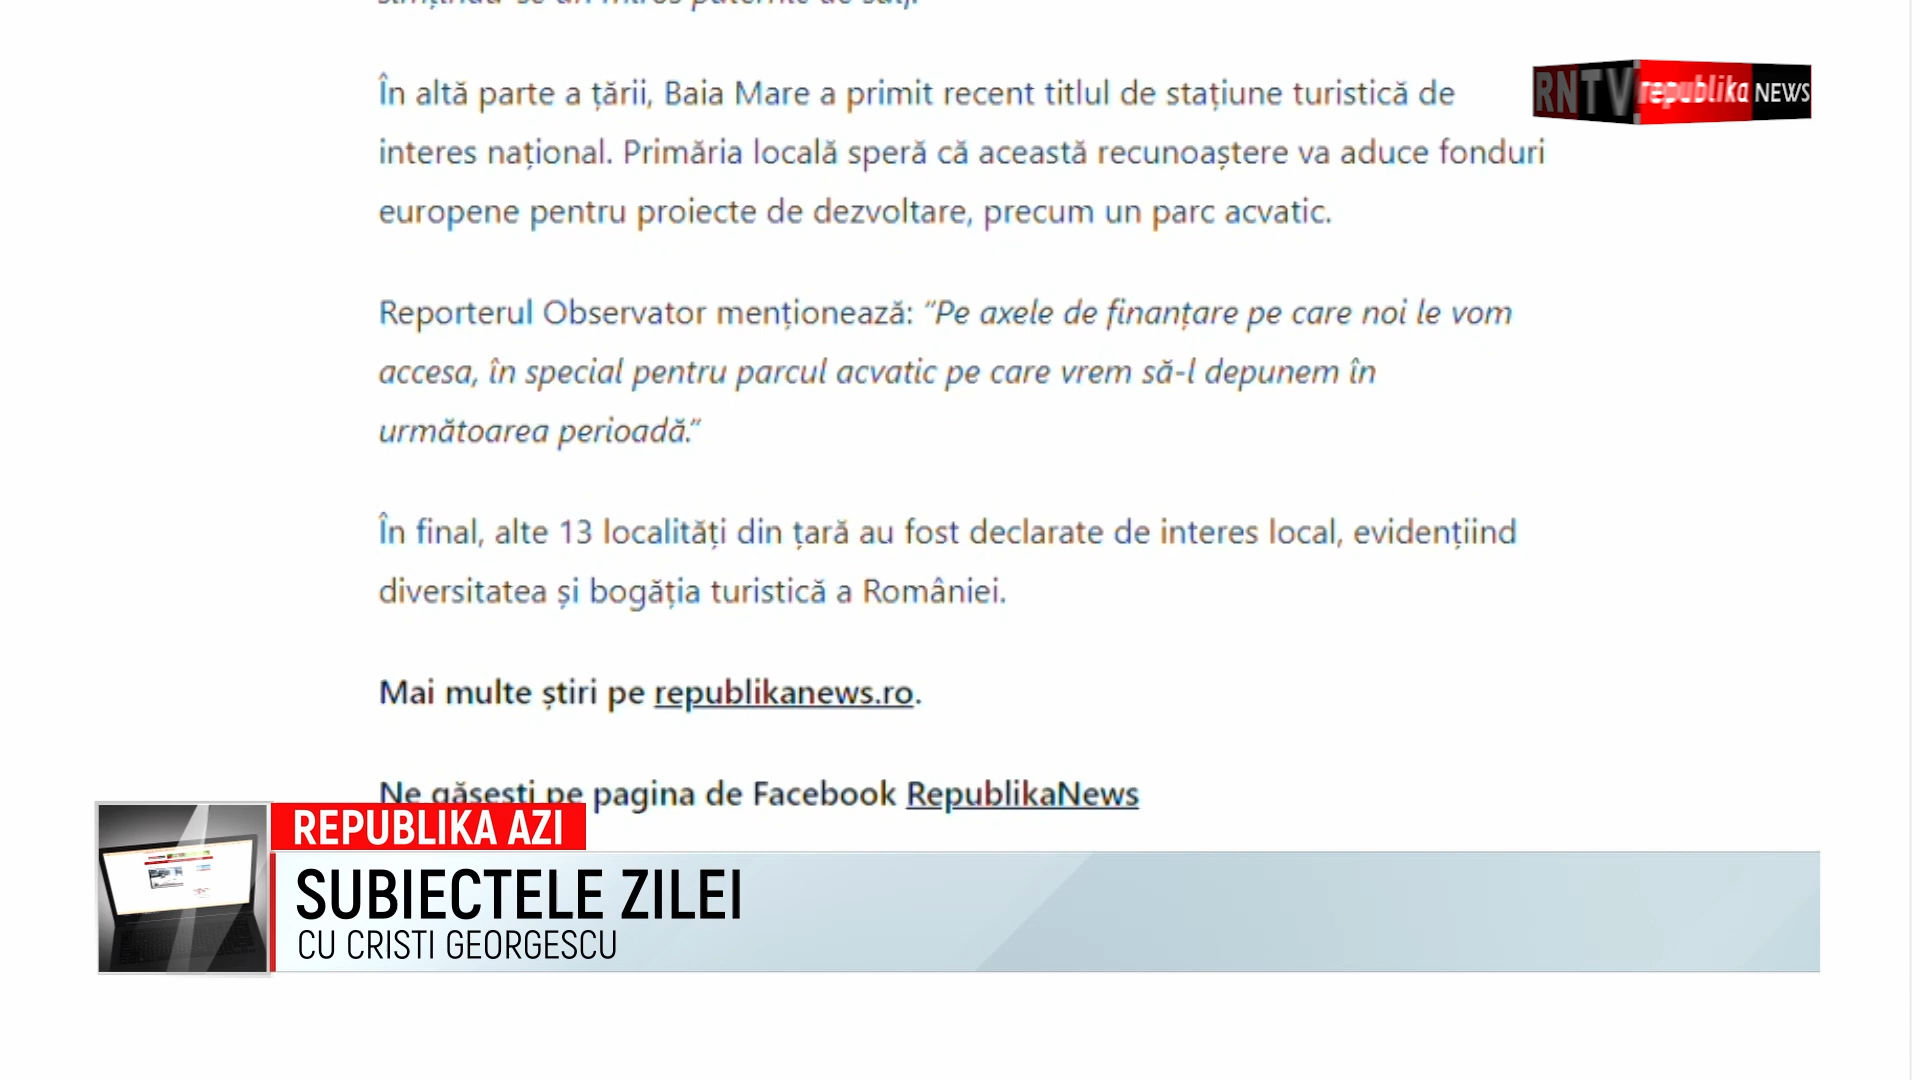 În altă parte a țării, Baia Mare a primit recent titlul de stațiune turistică de
interes național. Primăria locală speră că această recunoaștere va aduce fonduri
europene pentru proiecte de dezvoltare, precum un parc acvatic.
Reporterul Observator menționează: “Pe axele de finanțare pe care noi le vom
accesa, în special pentru parcul acvatic pe care vrem să-l depunem în
următoarea perioadă.”
În final, alte 13 localități din țară au fost declarate de interes local, evidențiind
diversitatea și bogăția turistică a României.
Mai multe știri pe republikanews.ro.
Ne găsești pe pagina de Facebook RepublikaNews
RNTV republika NEWS
REPUBLIKA AZI
SUBIECTELE ZILEI
CU CRISTI GEORGESCU